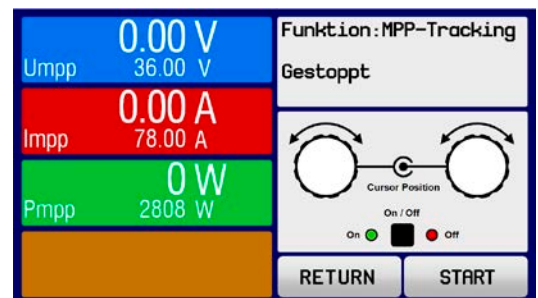 0.00 V
Umpp 36.00 V
0.00 A
Impp 78.00 A
0 W
Pmpp 2808 W
Funktion:MPP-Tracking
Gestoppt
Cursor Position
On / Off
On Off
RETURN START